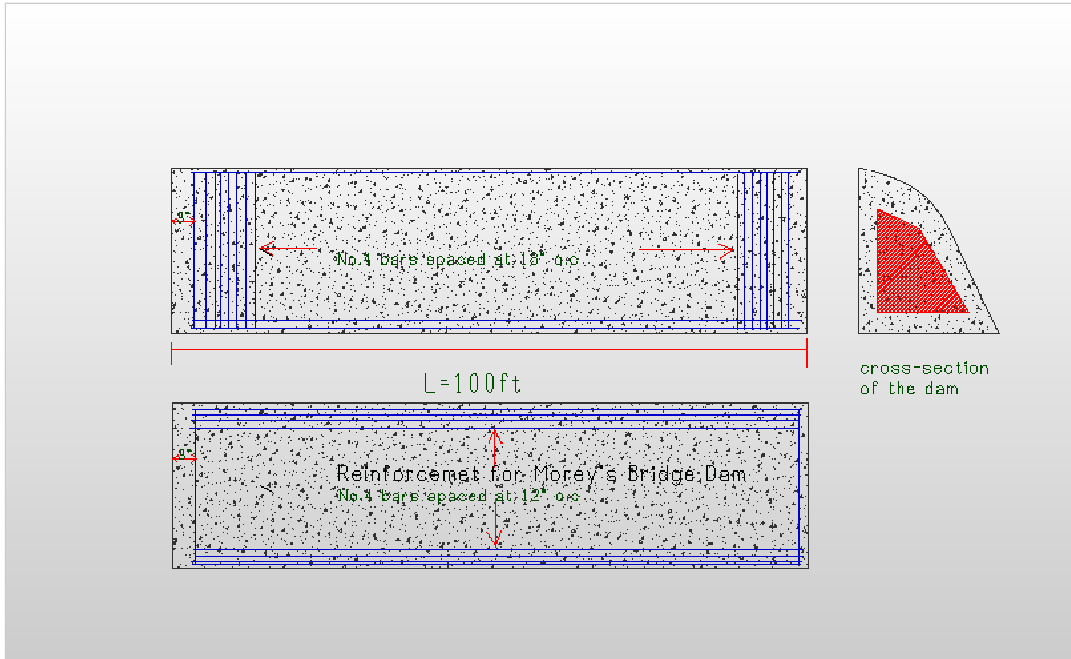 No.4 bars spaced at 18" o-c
L=100ft
cross-section
of the dam
Reinforcemet for Morey's Bridge Dam
No.4 bars spaced at 12" o-c